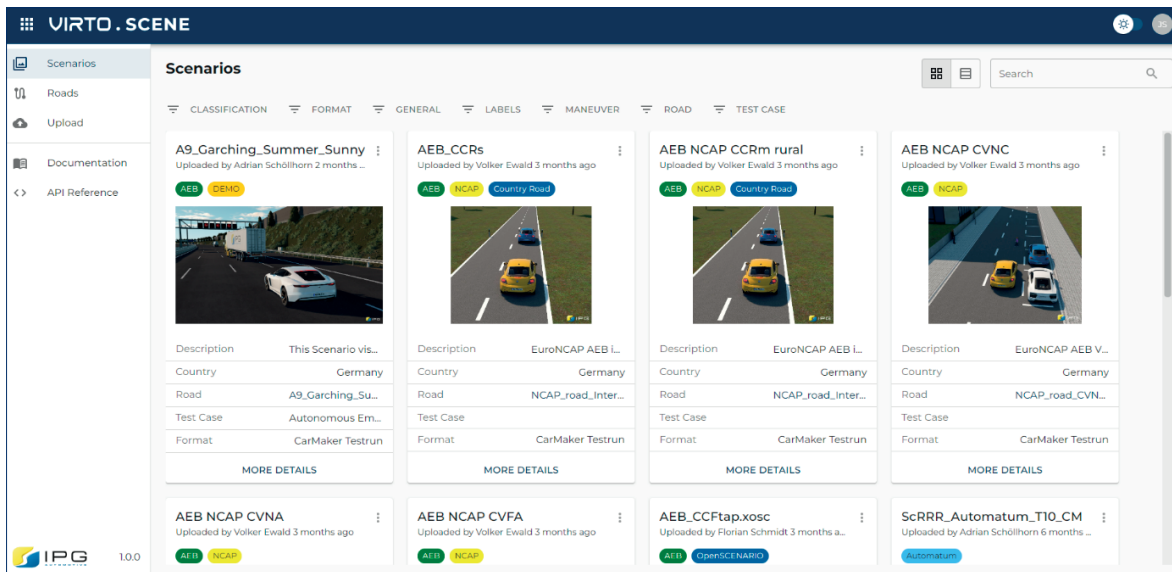 VIRTO.SCENE
JS
Scenarios
Roads
Upload
Documentation
API Reference
IPG
AUTOMOTIVE
1.0.0
Scenarios
Search
CLASSIFICATION FORMAT GENERAL LABELS MANEUVER ROAD TEST CASE
A9_Garching_Summer_Sunny
Uploaded by Adrian Schöllhorn 2 months ...
AEB DEMO
IPG
Description This Scenario vis...
Country Germany
Road A9_Garching_Su...
Test Case Autonomous Em...
Format CarMaker Testrun
MORE DETAILS
AEB_CCRs
Uploaded by Volker Ewald 3 months ago
AEB NCAP Country Road
IPG
Description EuroNCAP AEB i...
Country Germany
Road NCAP_road_Inter...
Test Case
Format CarMaker Testrun
MORE DETAILS
AEB NCAP CCRm rural
Uploaded by Volker Ewald 3 months ago
AEB NCAP Country Road
IPG
Description EuroNCAP AEB i...
Country Germany
Road NCAP_road_Inter...
Test Case
Format CarMaker Testrun
MORE DETAILS
AEB NCAP CVNC
Uploaded by Volker Ewald 3 months ago
AEB NCAP
IPG
Description EuroNCAP AEB V...
Country Germany
Road NCAP_road_CVN...
Test Case
Format CarMaker Testrun
MORE DETAILS
AEB NCAP CVNA
Uploaded by Volker Ewald 3 months ago
AEB NCAP
AEB NCAP CVFA
Uploaded by Volker Ewald 3 months ago
AEB NCAP
AEB_CCFtap.xosc
Uploaded by Florian Schmidt 3 months a...
AEB OpenSCENARIO
ScRRR_Automatum_T10_CM
Uploaded by Adrian Schöllhorn 6 months ...
Automatum